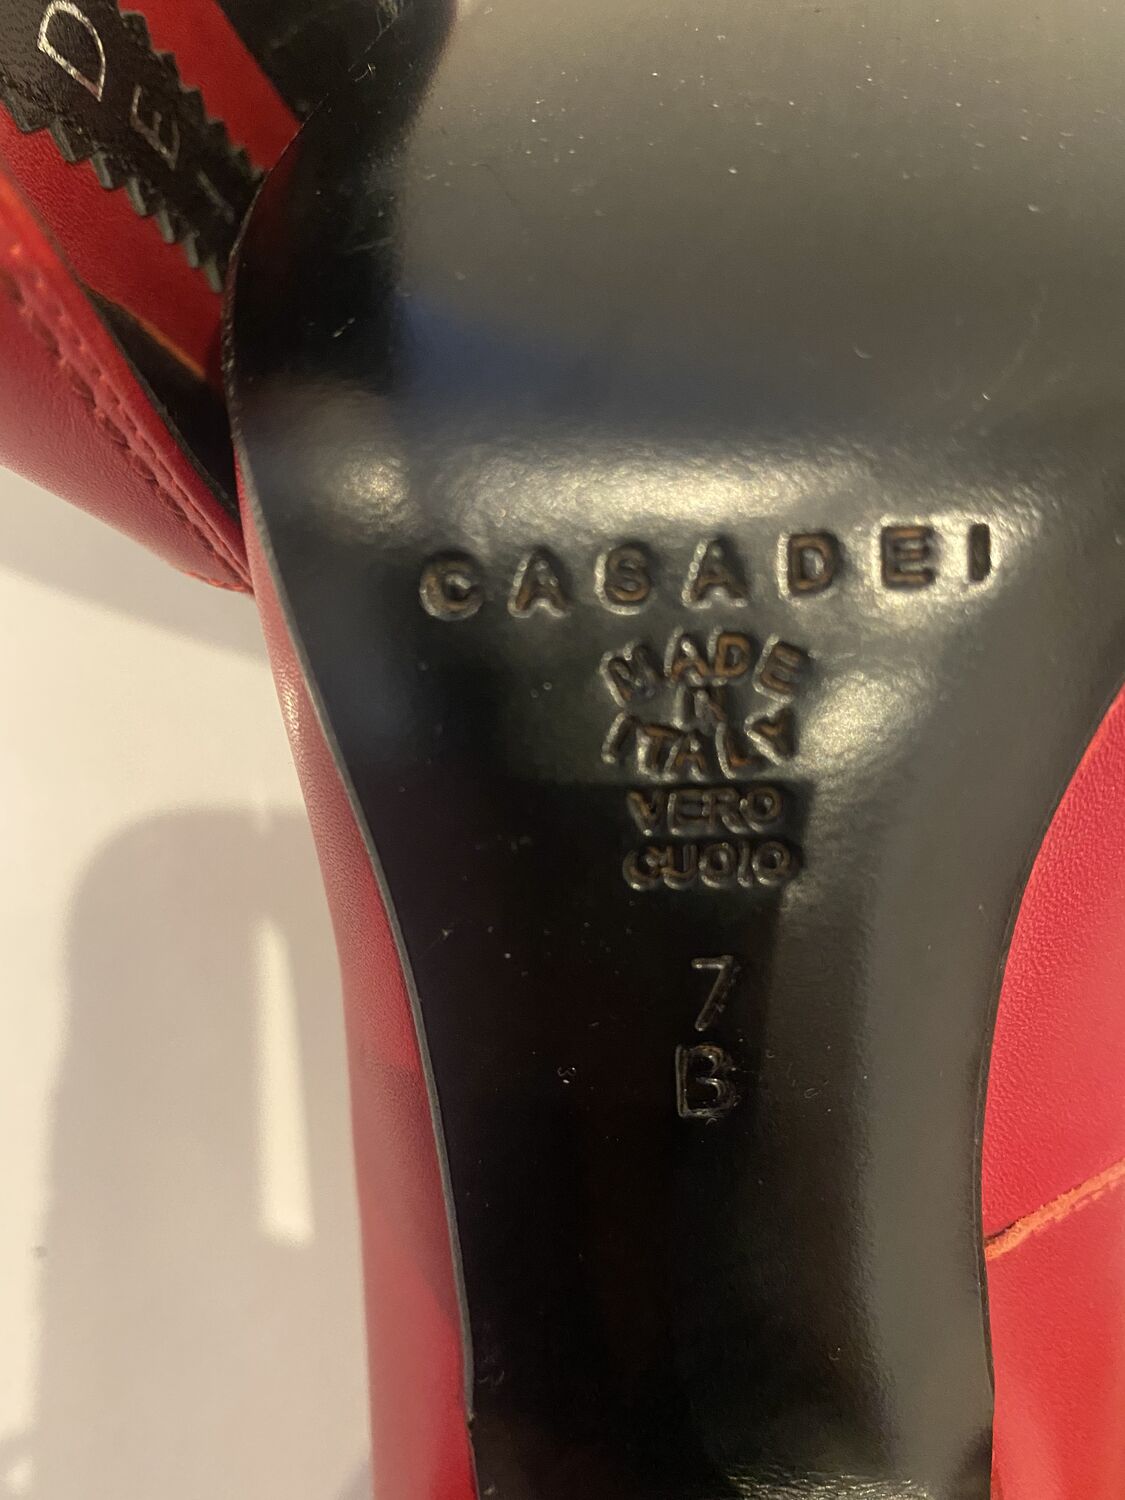 D
E
CASADEI
MADE
IN
ITALY
VERO
CUOIO
7
B